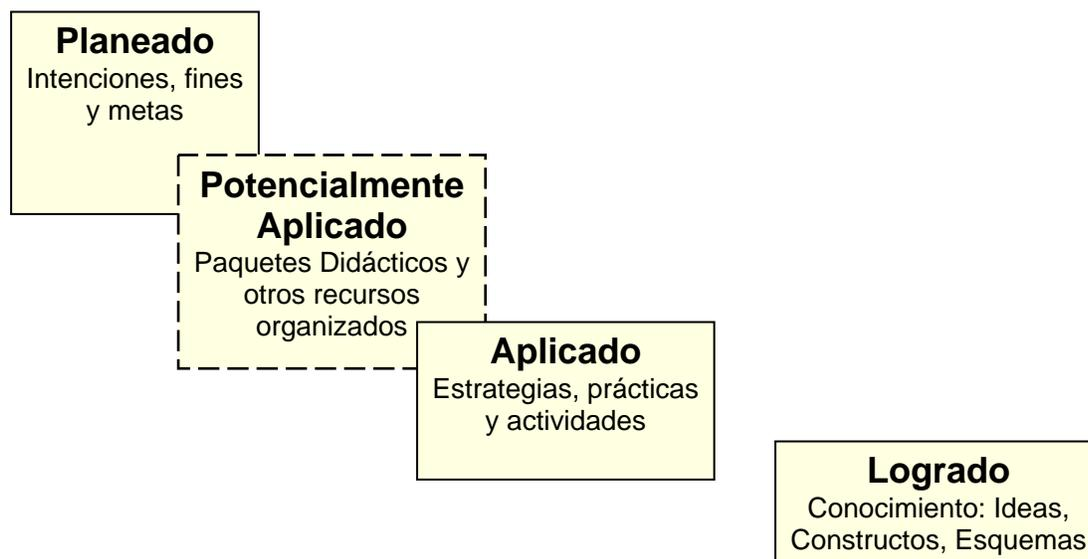 Planeado
Intenciones, fines
y metas
Potencialmente
Aplicado
Paquetes Didácticos y
otros recursos
organizados
Aplicado
Estrategias, prácticas
y actividades
Logrado
Conocimiento: Ideas,
Constructos, Esquemas